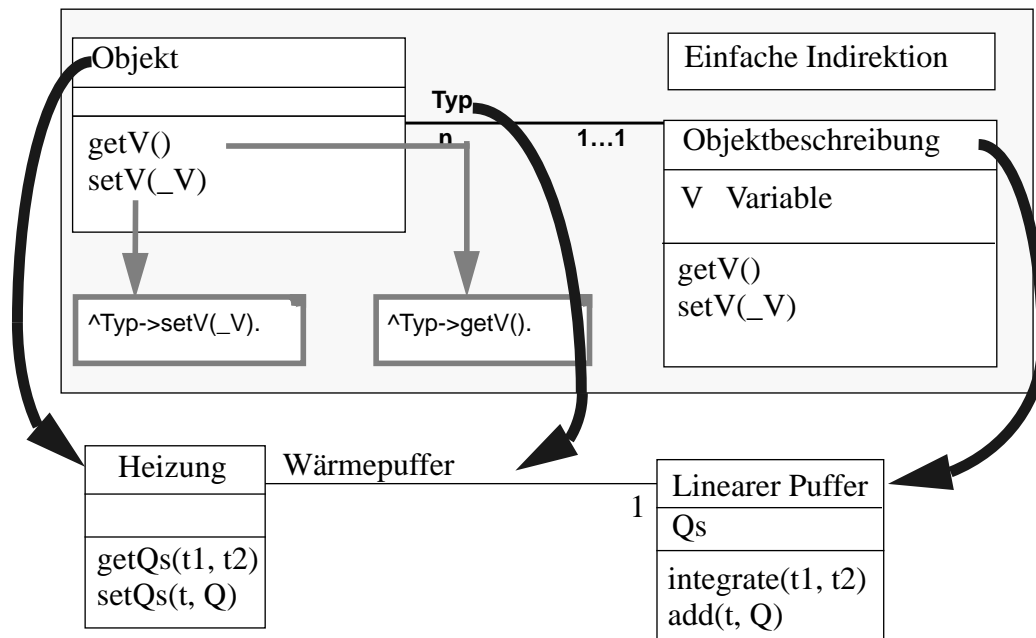 Objekt
getV()
setV(_V)
Einfache Indirektion
Typ
n
1...1
Objektbeschreibung
V Variable
getV()
setV(_V)
^Typ->setV(_V).
^Typ->getV().
Heizung
getQs(t1, t2)
setQs(t, Q)
Wärmepuffer
1
Linearer Puffer
Qs
integrate(t1, t2)
add(t, Q)